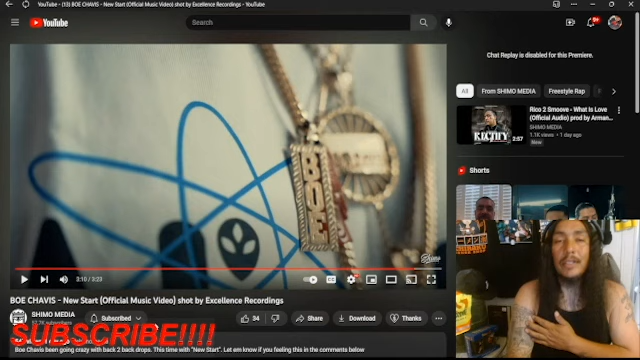 YouTube - (13) BOE CHAVIS - New Start (Official Music Video) shot by Excellence Recordings - YouTube
YouTube
Search
9+
Chat Replay is disabled for this Premiere.
All
From SHIMO MEDIA
Freestyle Rap
Rico 2 Smooth - What Is Love
(Official Audio) prod by Arman...
SHIMO MEDIA
1.1K views • 1 day ago
New
RECTIFY
2:57
Shorts
BOE
Shimo
3:10 / 3:23
BOE CHAVIS - New Start (Official Music Video) shot by Excellence Recordings
SHIMO MEDIA
Subscribed
34
Share
Download
Thanks
SUBSCRIBE!!!!
Boe Chavis been going crazy with back 2 back drops. This time with "New Start". Let em know if you feeling this in the comments below